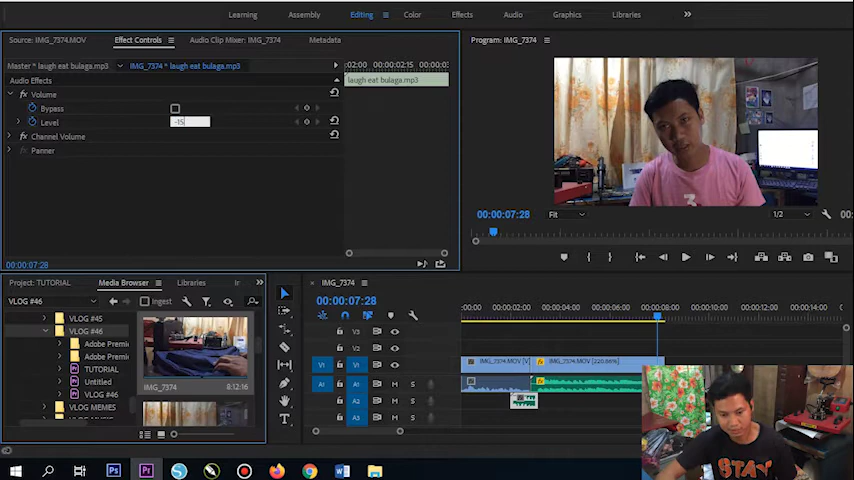 Learning Assembly Editing Color Effects Audio Graphics Libraries
Source: IMG_7374.MOV Effect Controls Audio Clip Mixer: IMG_7374 Metadata
Program: IMG_7374
Master * laugh eat bulaga.mp3 IMG_7374 * laugh eat bulaga.mp3
:00:02:00 00:00:02:15
Audio Effects
laugh eat bulaga.mp3
fx Volume
Bypass
Level -15
fx Channel Volume
Panner
00:00:07:28
00:00:07:28 Fit 1/2
Project: TUTORIAL Media Browser Libraries
VLOG #46 Ingest
VLOG #45
VLOG #46
Adobe Premi
Adobe Premi
TUTORIAL
Untitled
VLOG #46
VLOG MEMES
IMG_7374 8:12:16
IMG_7374
00:00:07:28
:00:00 00:00:02:00 00:00:04:00 00:00:06:00 00:00:08:00 00:00:10:00 00:00:12:00 00:00:14:00
V3
V2
V1 V1 IMG_7374.MOV [V] fx IMG_7374.MOV [220.86%]
A1 A1 M S
A2 M S
A3 M S
STAY